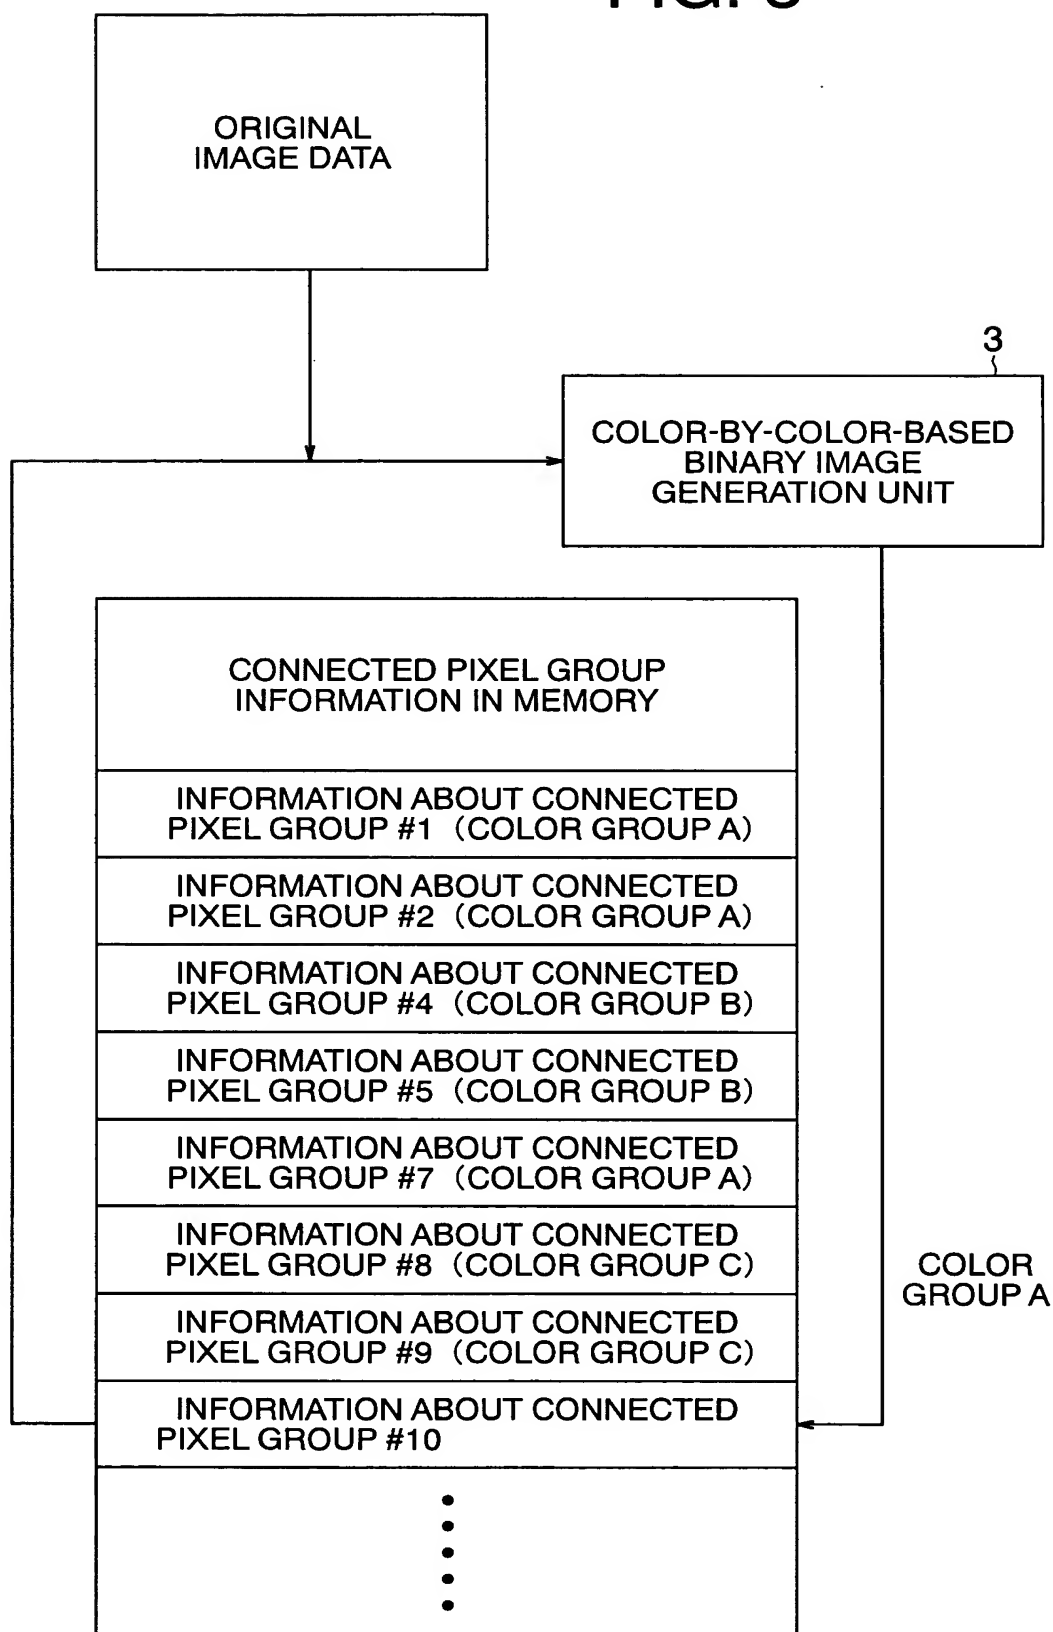 ORIGINAL
IMAGE DATA
3
COLOR-BY-COLOR-BASED
BINARY IMAGE
GENERATION UNIT
CONNECTED PIXEL GROUP
INFORMATION IN MEMORY
INFORMATION ABOUT CONNECTED
PIXEL GROUP #1 (COLOR GROUP A)
INFORMATION ABOUT CONNECTED
PIXEL GROUP #2 (COLOR GROUP A)
INFORMATION ABOUT CONNECTED
PIXEL GROUP #4 (COLOR GROUP B)
INFORMATION ABOUT CONNECTED
PIXEL GROUP #5 (COLOR GROUP B)
INFORMATION ABOUT CONNECTED
PIXEL GROUP #7 (COLOR GROUP A)
INFORMATION ABOUT CONNECTED
PIXEL GROUP #8 (COLOR GROUP C)
INFORMATION ABOUT CONNECTED
PIXEL GROUP #9 (COLOR GROUP C)
INFORMATION ABOUT CONNECTED
PIXEL GROUP #10
COLOR
GROUP A